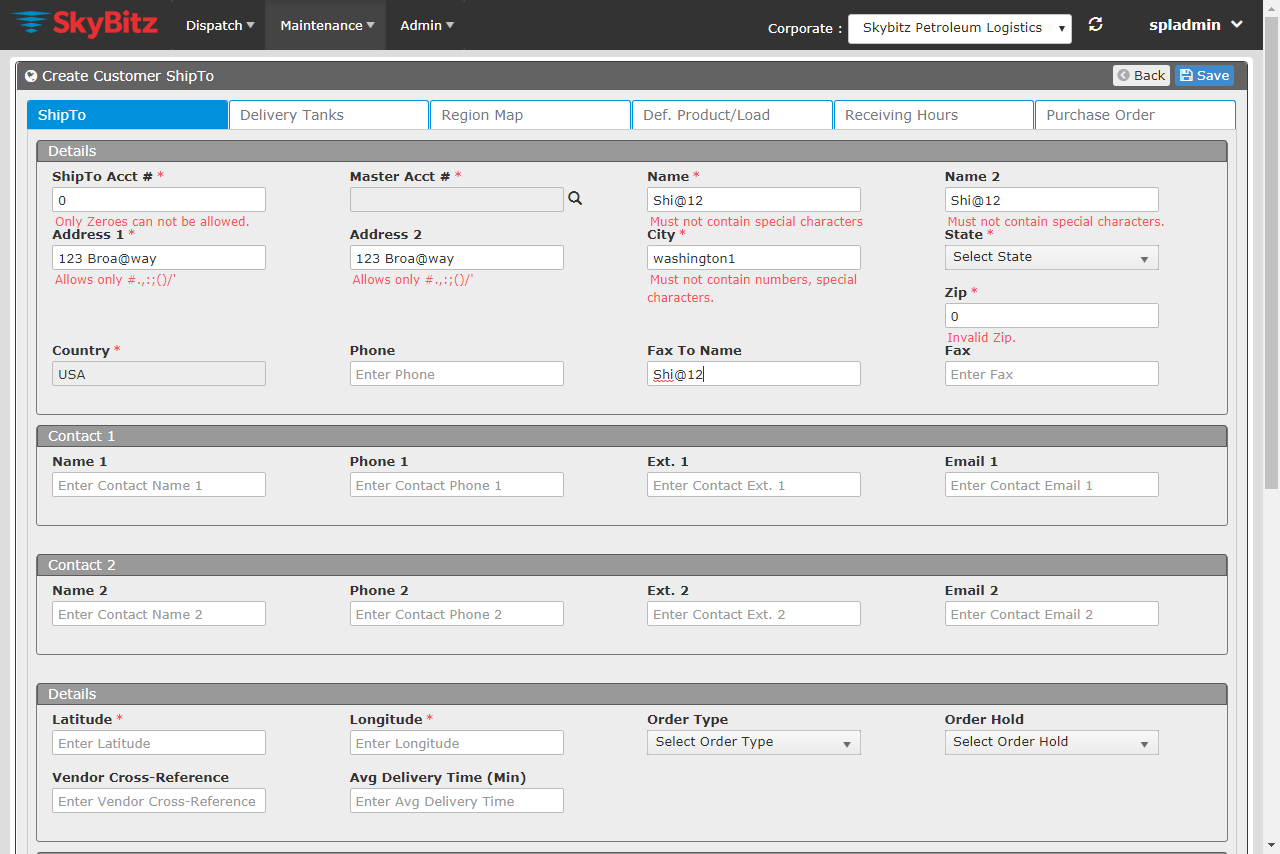 SkyBitz Dispatch Maintenance Admin Corporate : Skybitz Petroleum Logistics spladmin
Create Customer ShipTo Back Save
ShipTo Delivery Tanks Region Map Def. Product/Load Receiving Hours Purchase Order
Details
ShipTo Acct # * Master Acct # * Name * Name 2
0 Shi@12 Shi@12
Only Zeroes can not be allowed. Must not contain special characters Must not contain special characters.
Address 1 * Address 2 City * State *
123 Broa@way 123 Broa@way washington1 Select State
Allows only #.,:;()/' Allows only #.,:;()/' Must not contain numbers, special
characters.
Zip *
0
Invalid Zip.
Country * Phone Fax To Name Fax
USA Enter Phone Shi@12 Enter Fax
Contact 1
Name 1 Phone 1 Ext. 1 Email 1
Enter Contact Name 1 Enter Contact Phone 1 Enter Contact Ext. 1 Enter Contact Email 1
Contact 2
Name 2 Phone 2 Ext. 2 Email 2
Enter Contact Name 2 Enter Contact Phone 2 Enter Contact Ext. 2 Enter Contact Email 2
Details
Latitude * Longitude * Order Type Order Hold
Enter Latitude Enter Longitude Select Order Type Select Order Hold
Vendor Cross-Reference Avg Delivery Time (Min)
Enter Vendor Cross-Reference Enter Avg Delivery Time